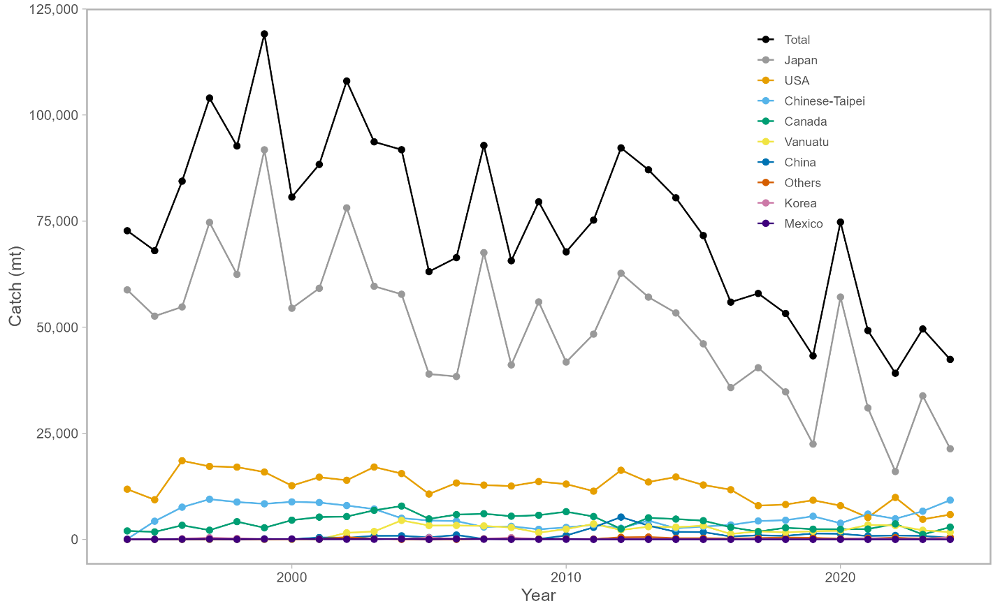 125,000
100,000
75,000
50,000
25,000
0
Catch (mt)
Total
Japan
USA
Chinese-Taipei
Canada
Vanuatu
China
Others
Korea
Mexico
2000
2010
2020
Year